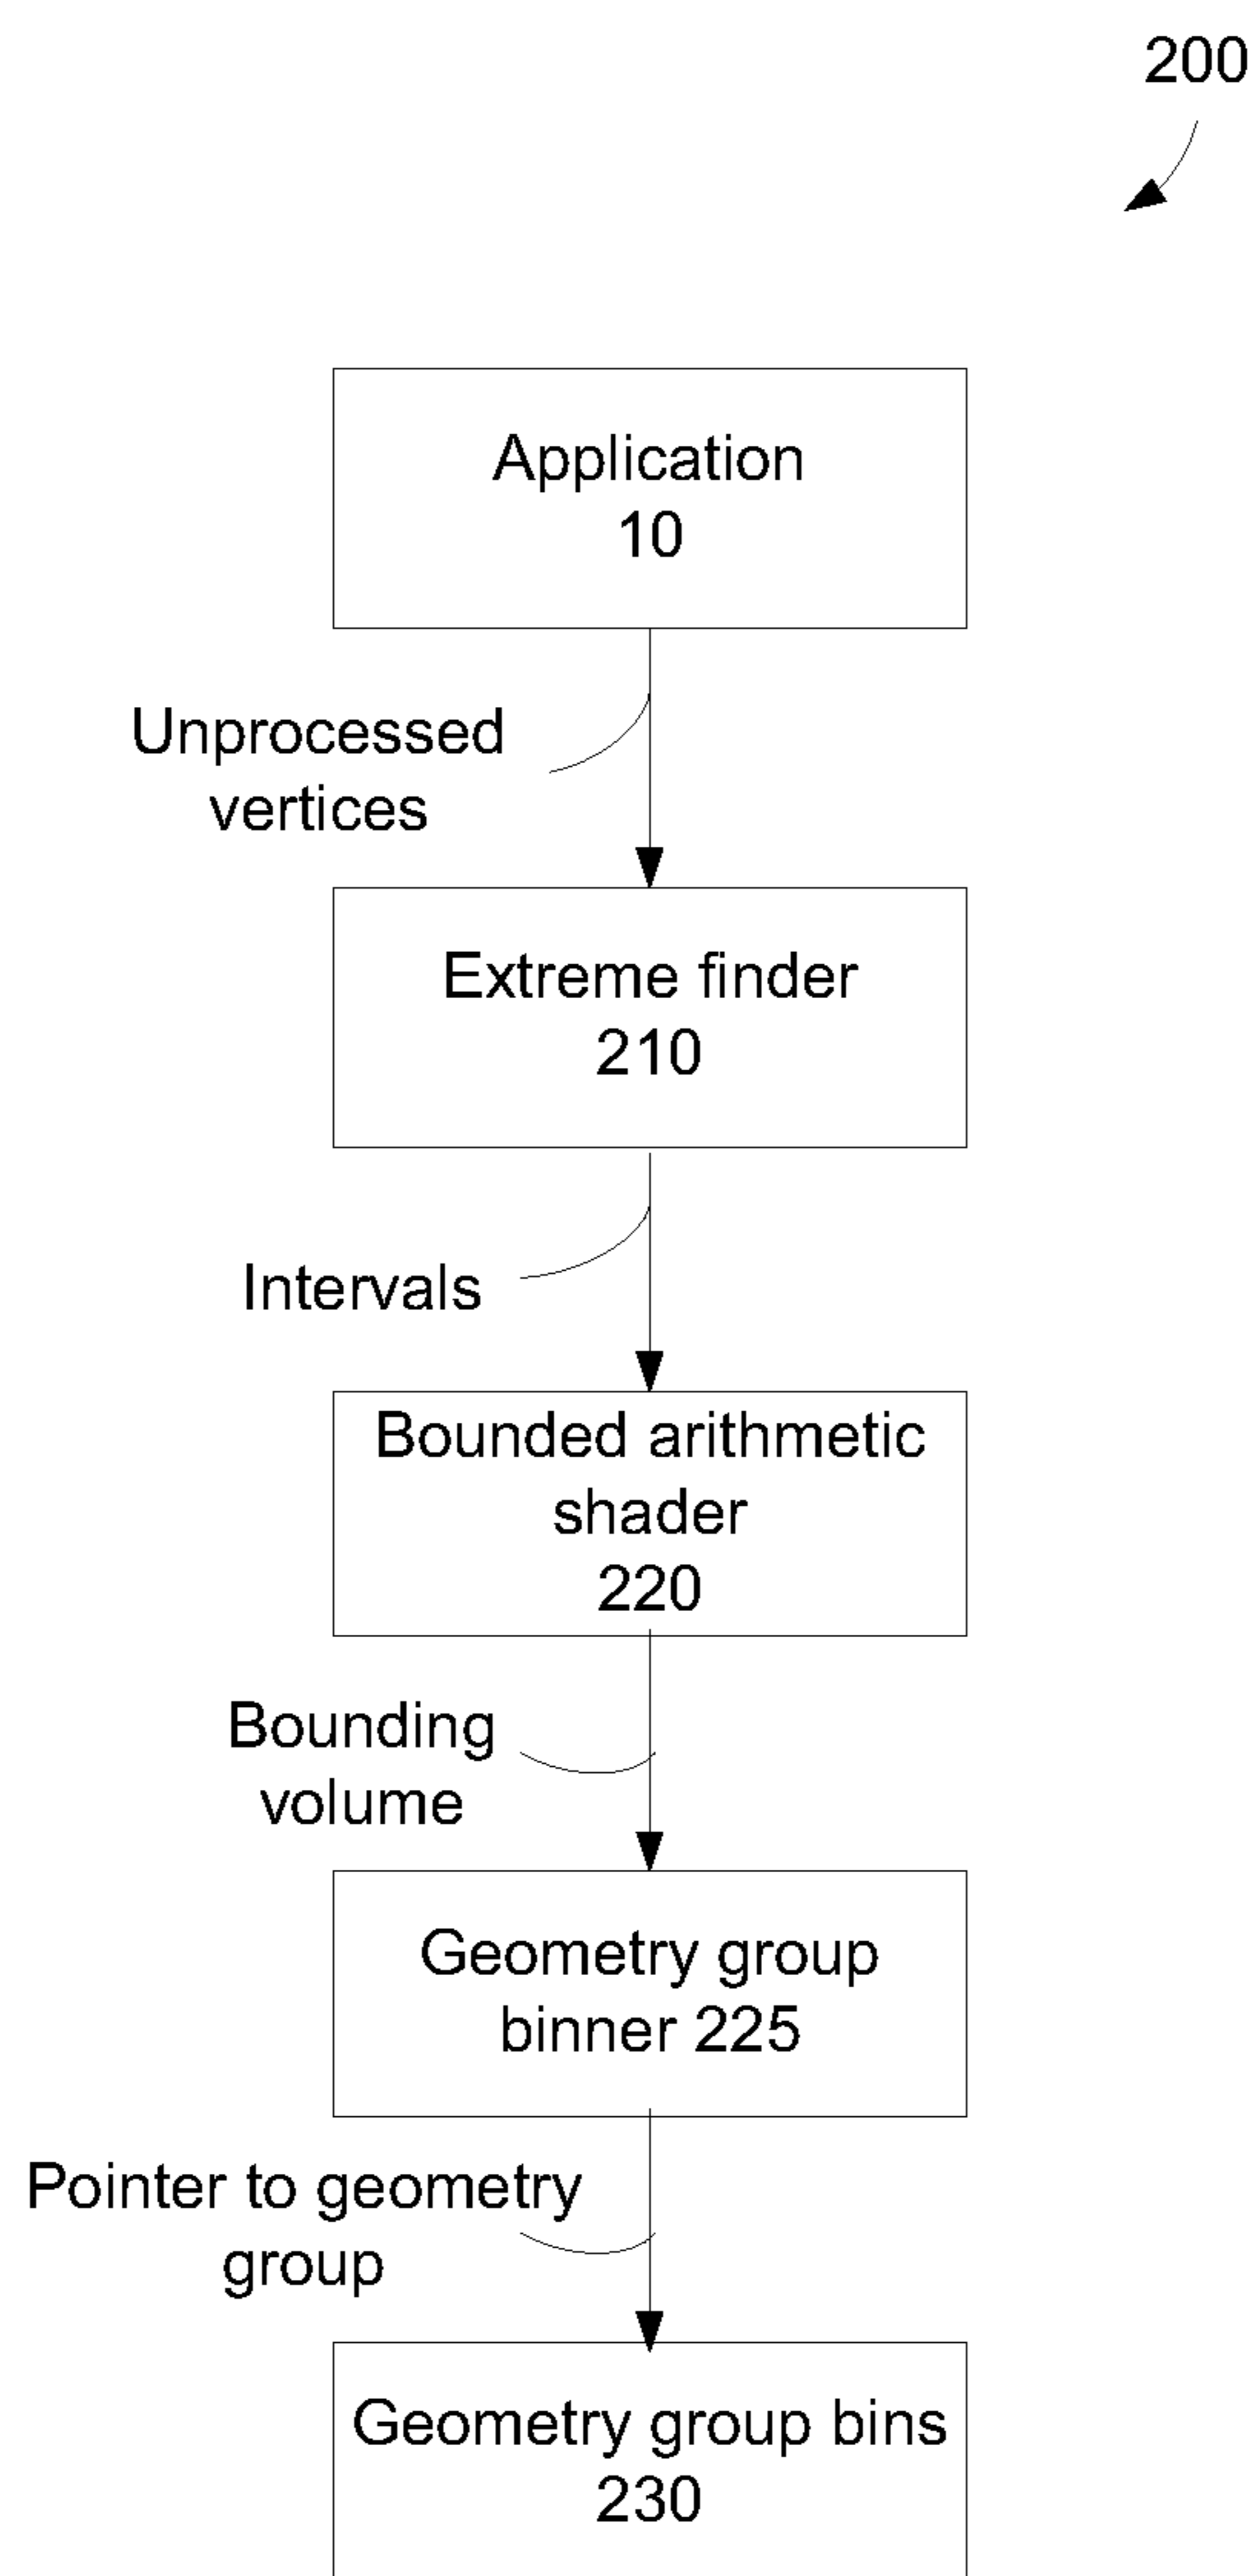 200
Application
10
Unprocessed
vertices
Extreme finder
210
Intervals
Bounded arithmetic
shader
220
Bounding
volume
Geometry group
binner 225
Pointer to geometry
group
Geometry group bins
230